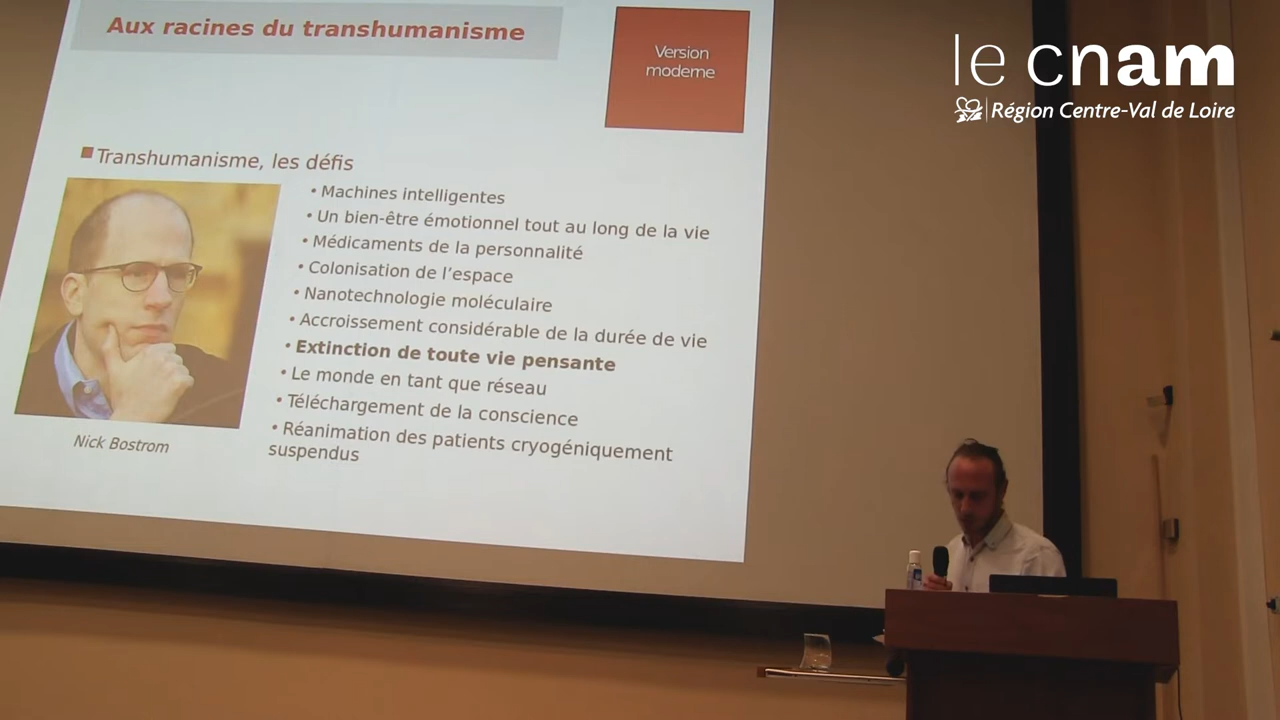 Aux racines du transhumanisme
Version
moderne
le cnam
Région Centre-Val de Loire
Transhumanisme, les défis
• Machines intelligentes
• Un bien-être émotionnel tout au long de la vie
• Médicaments de la personnalité
• Colonisation de l’espace
• Nanotechnologie moléculaire
• Accroissement considérable de la durée de vie
• Extinction de toute vie pensante
• Le monde en tant que réseau
• Téléchargement de la conscience
• Réanimation des patients cryogéniquement
suspendus
Nick Bostrom